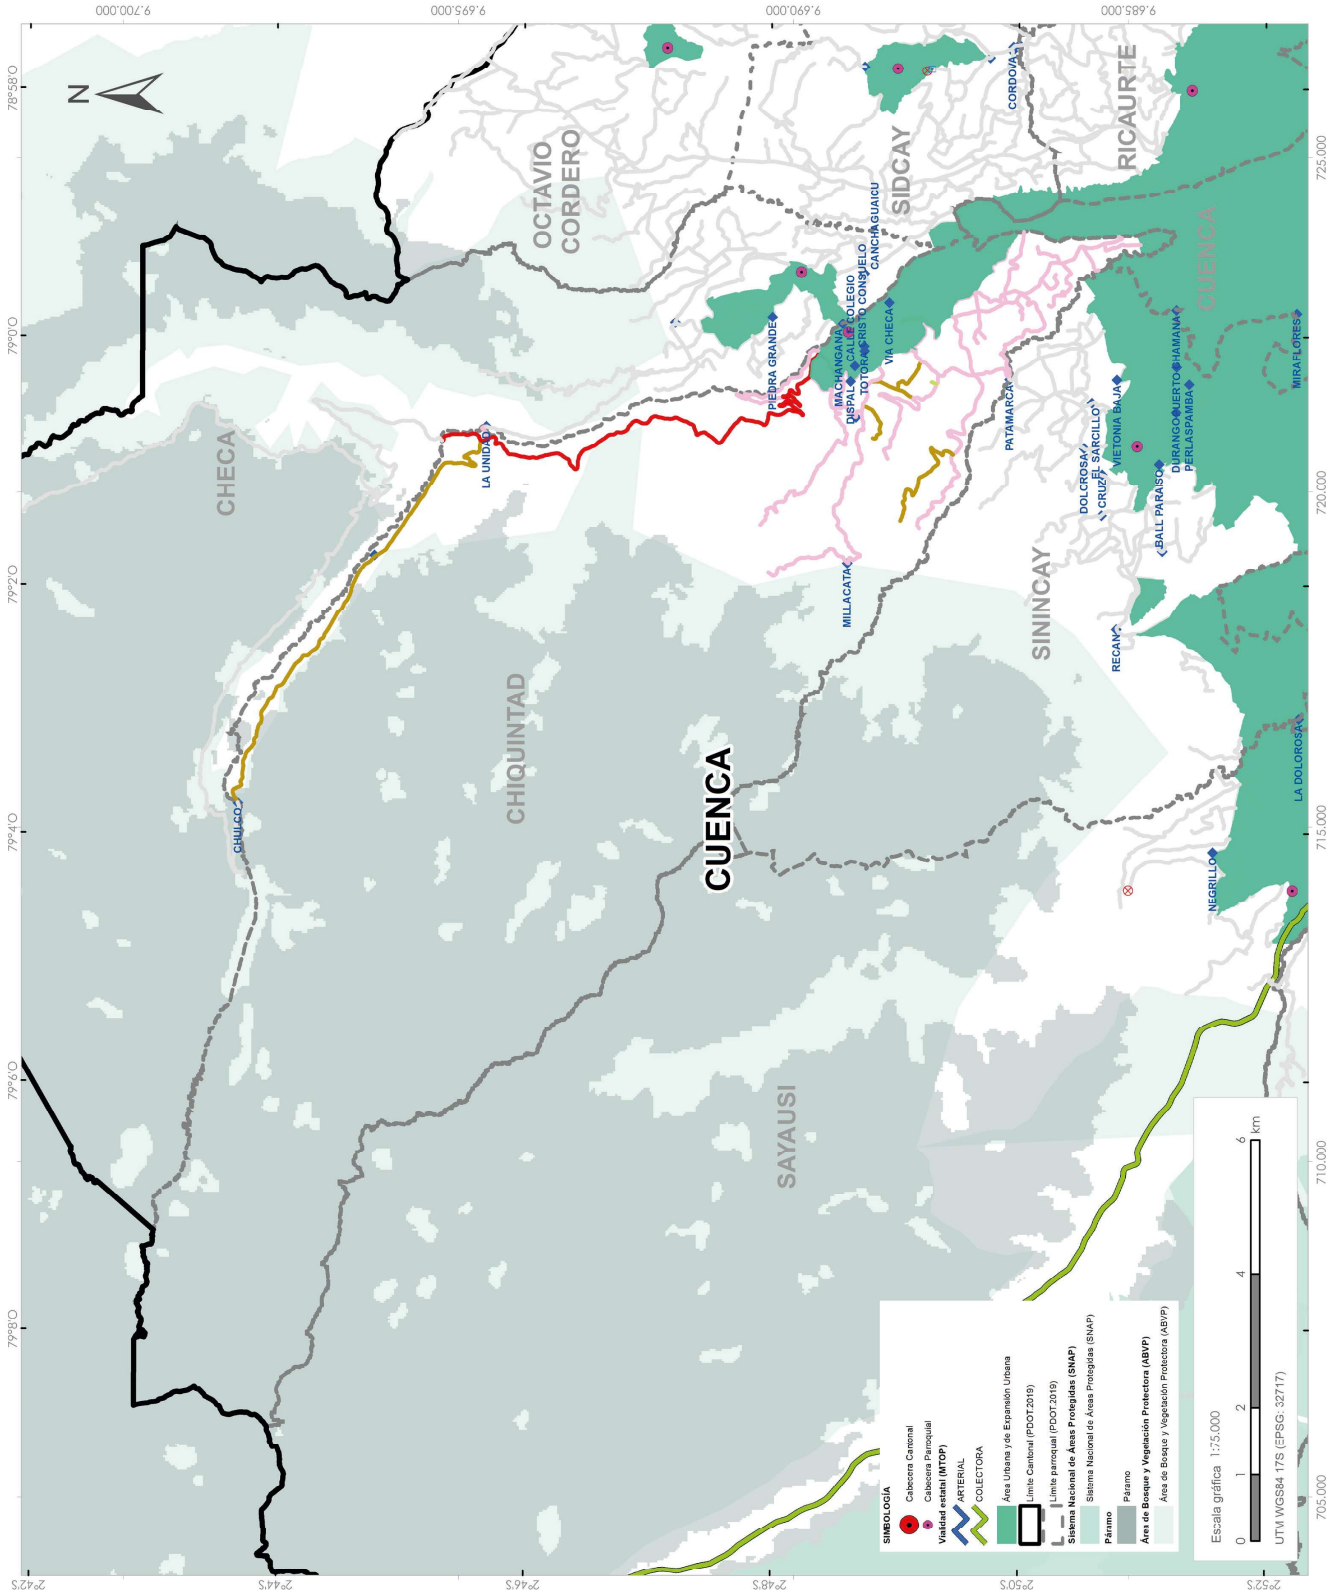 79°8'0
79°6'0
79°4'0
79°2'0
79°0'0
78°58'0
2°42'S
2°44'S
2°46'S
2°48'S
2°50'S
2°52'S
9.700.000
9.695.000
9.690.000
9.685.000
705.000
710.000
715.000
720.000
725.000
N
CHECA
OCTAVIO
CORDERO
CHIQUINTAD
SIDCAY
RICAURTE
CUENCA
SININCAY
SAYAUSI
CUENCA
CHULCO
LA UNIDAD
PIEDRA GRANDE
MACHANGANA
DISPAL
CALLE COLEGIO
TOTORA
CRISTO CONSUELO
CANCHAGUAICU
VIA CHECA
CORDOVA
MILLACATA
PATAMARCA
DOLCROSA
EL SARCILLO
CRUZ
VIETONIA BAJA
BALL PARAISO
DURANGO
PERLASPAMBA
MIRAFLORES
RECAN
NEGRILLO
LA DOLOROSA
SIMBOLOGÍA
Cabecera Cantonal
Cabecera Parroquial
Vialidad estatal (MTOP)
ARTERIAL
COLECTORA
Área Urbana y de Expansión Urbana
Límite Cantonal (PDOT.2019)
Límite parroquial (PDOT.2019)
Sistema Nacional de Áreas Protegidas (SNAP)
Sistema Nacional de Áreas Protegidas (SNAP)
Páramo
Páramo
Área de Bosque y Vegelación Protectora (ABVP)
Área de Bosque y Vegetación Protectora (ABVP)
Escala gráfica 1:75.000
0 1 2 4 6
km
UTM WGS84 17S (EPSG: 32717)